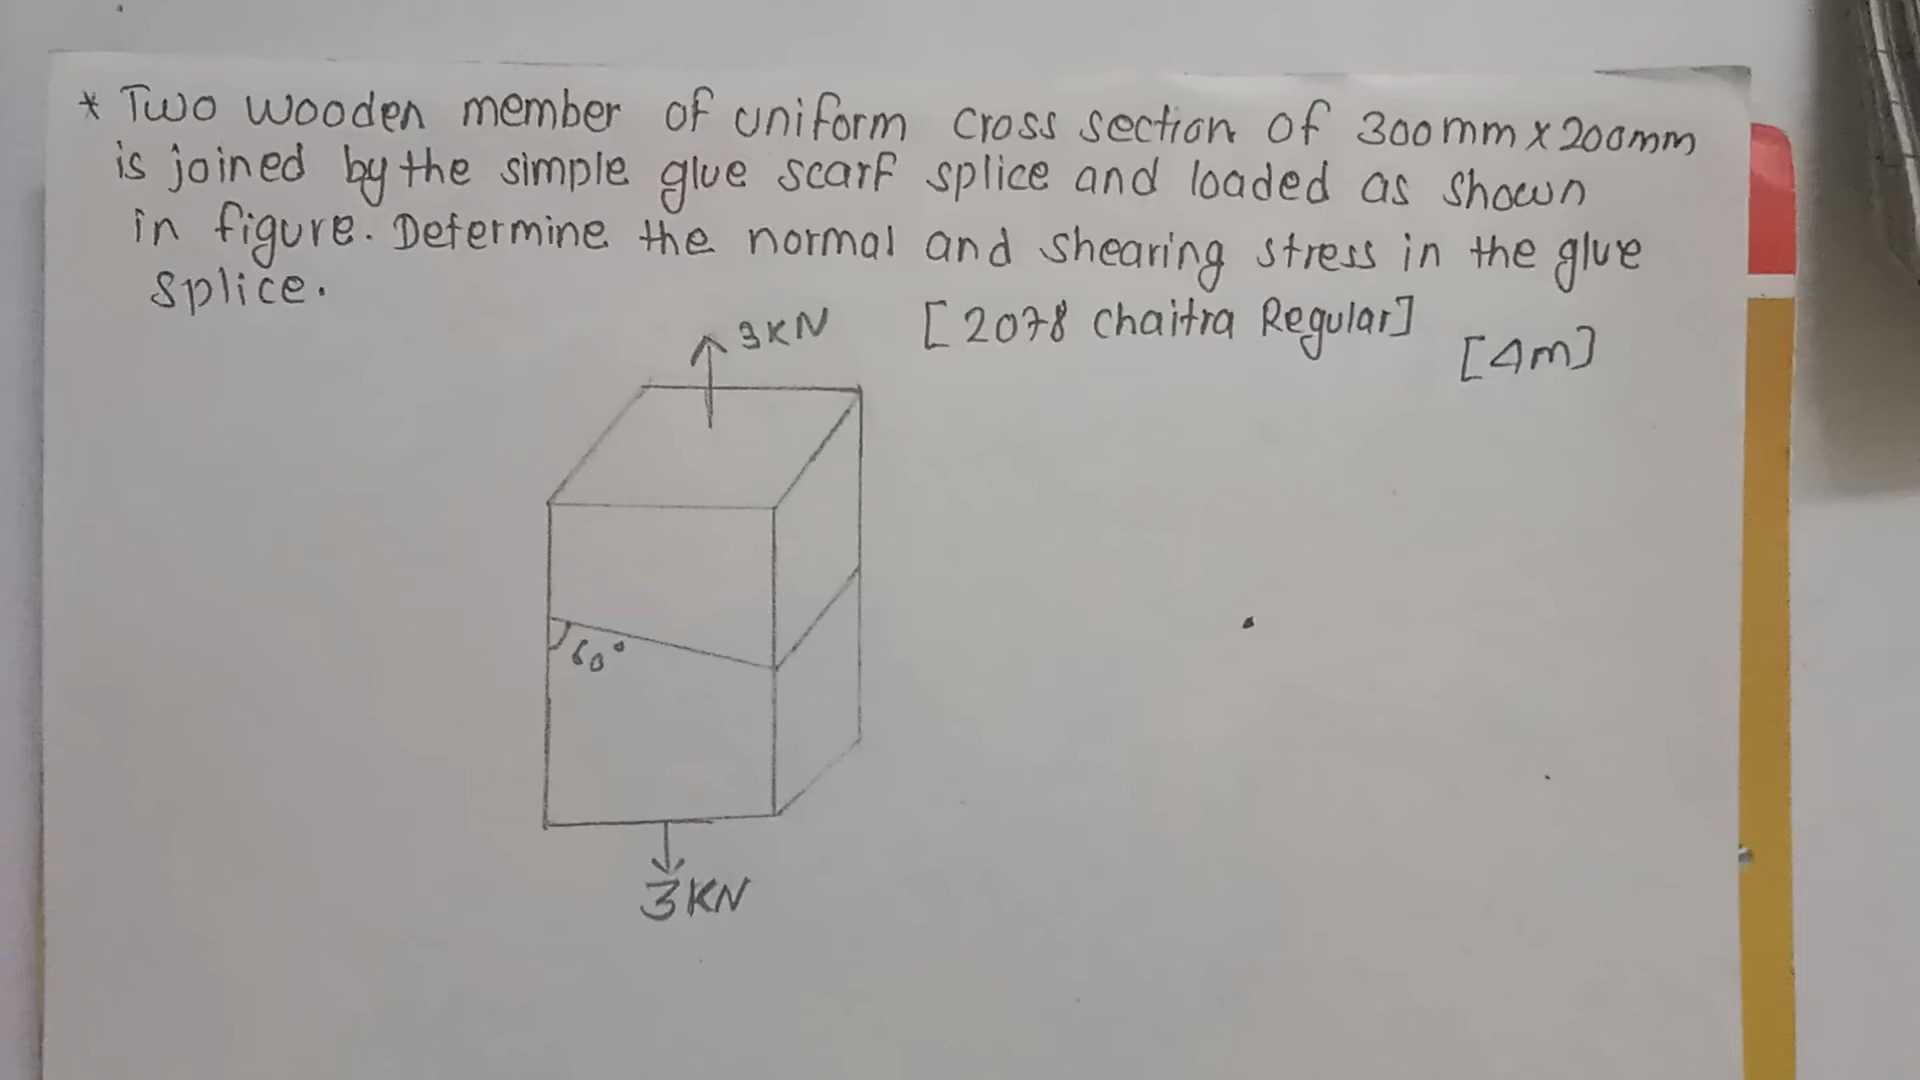 * Two wooden member of uniform cross section of 300mm x 200mm
is joined by the simple glue scarf splice and loaded as shown
in figure. Determine the normal and shearing stress in the glue
splice.
[2078 chaitra Regular]
[4m]
3KN
60°
3KN